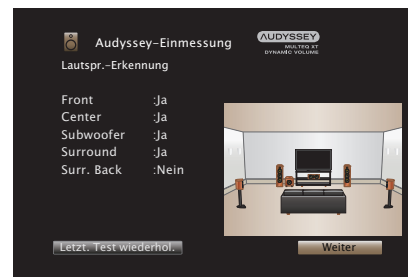 Audyssey-Einmessung
AUDYSSEY
MULTEQ XT
DYNAMIC VOLUME
Lautspr.-Erkennung
Front :Ja
Center :Ja
Subwoofer :Ja
Surround :Ja
Surr. Back :Nein
Letzt. Test wiederhol.
Weiter